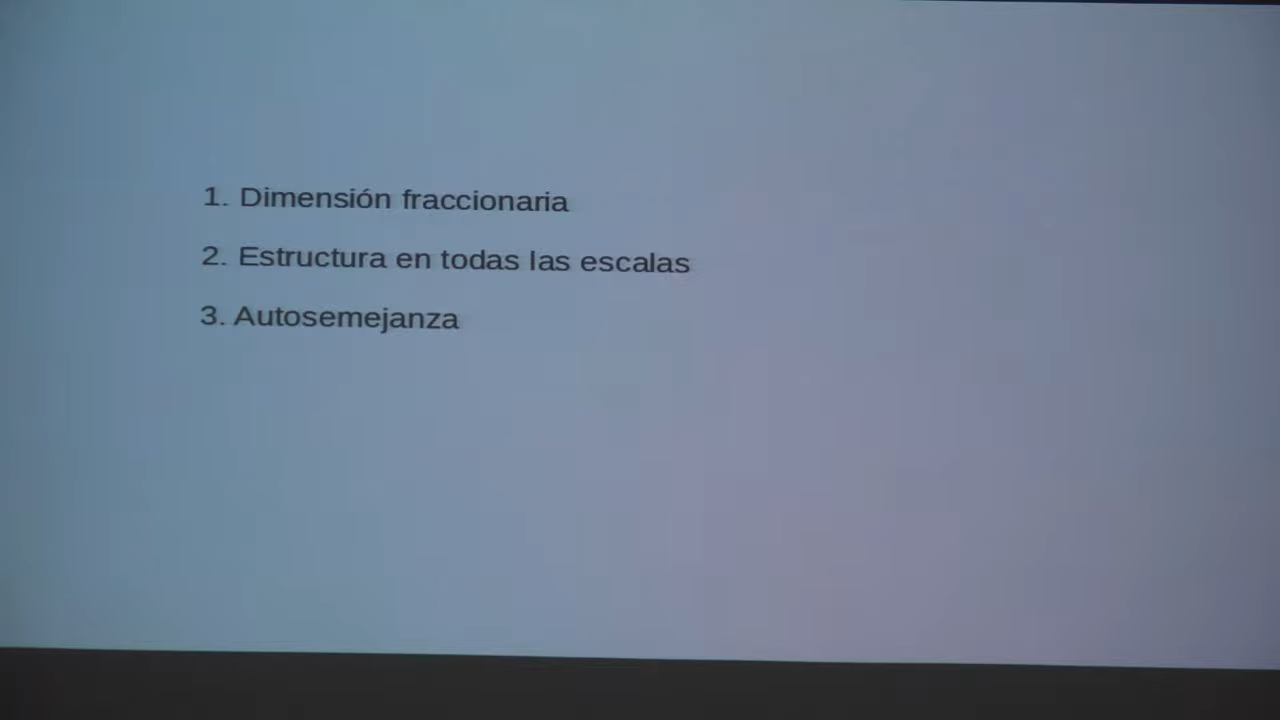 1. Dimensión fraccionaria
2. Estructura en todas las escalas
3. Autosemejanza